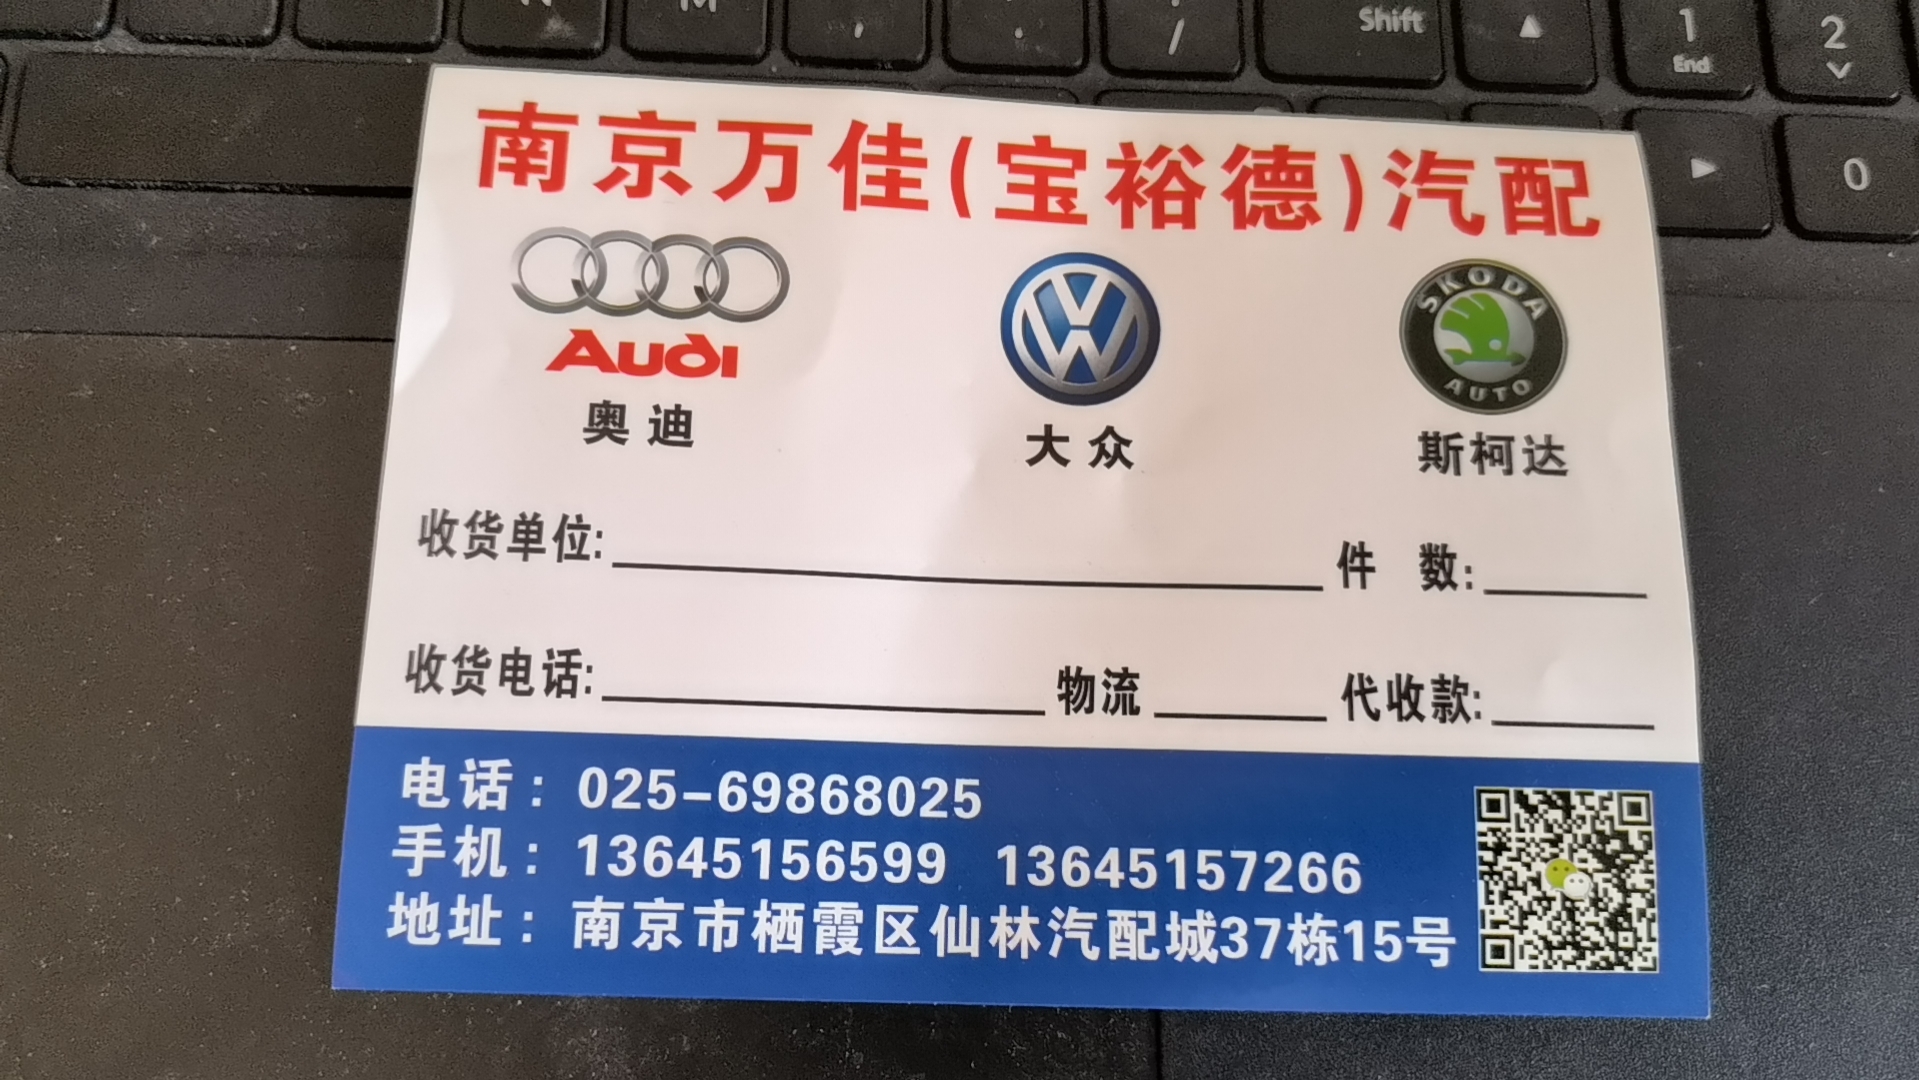 N M , . / Shift 1 2
End
0
南京万佳(宝裕德)汽配
SKODA
AUTO
Audi
奥迪 大众 斯柯达
收货单位: 件 数:
收货电话: 物流 代收款:
电话：025-69868025
手机：13645156599 13645157266
地址：南京市栖霞区仙林汽配城37栋15号